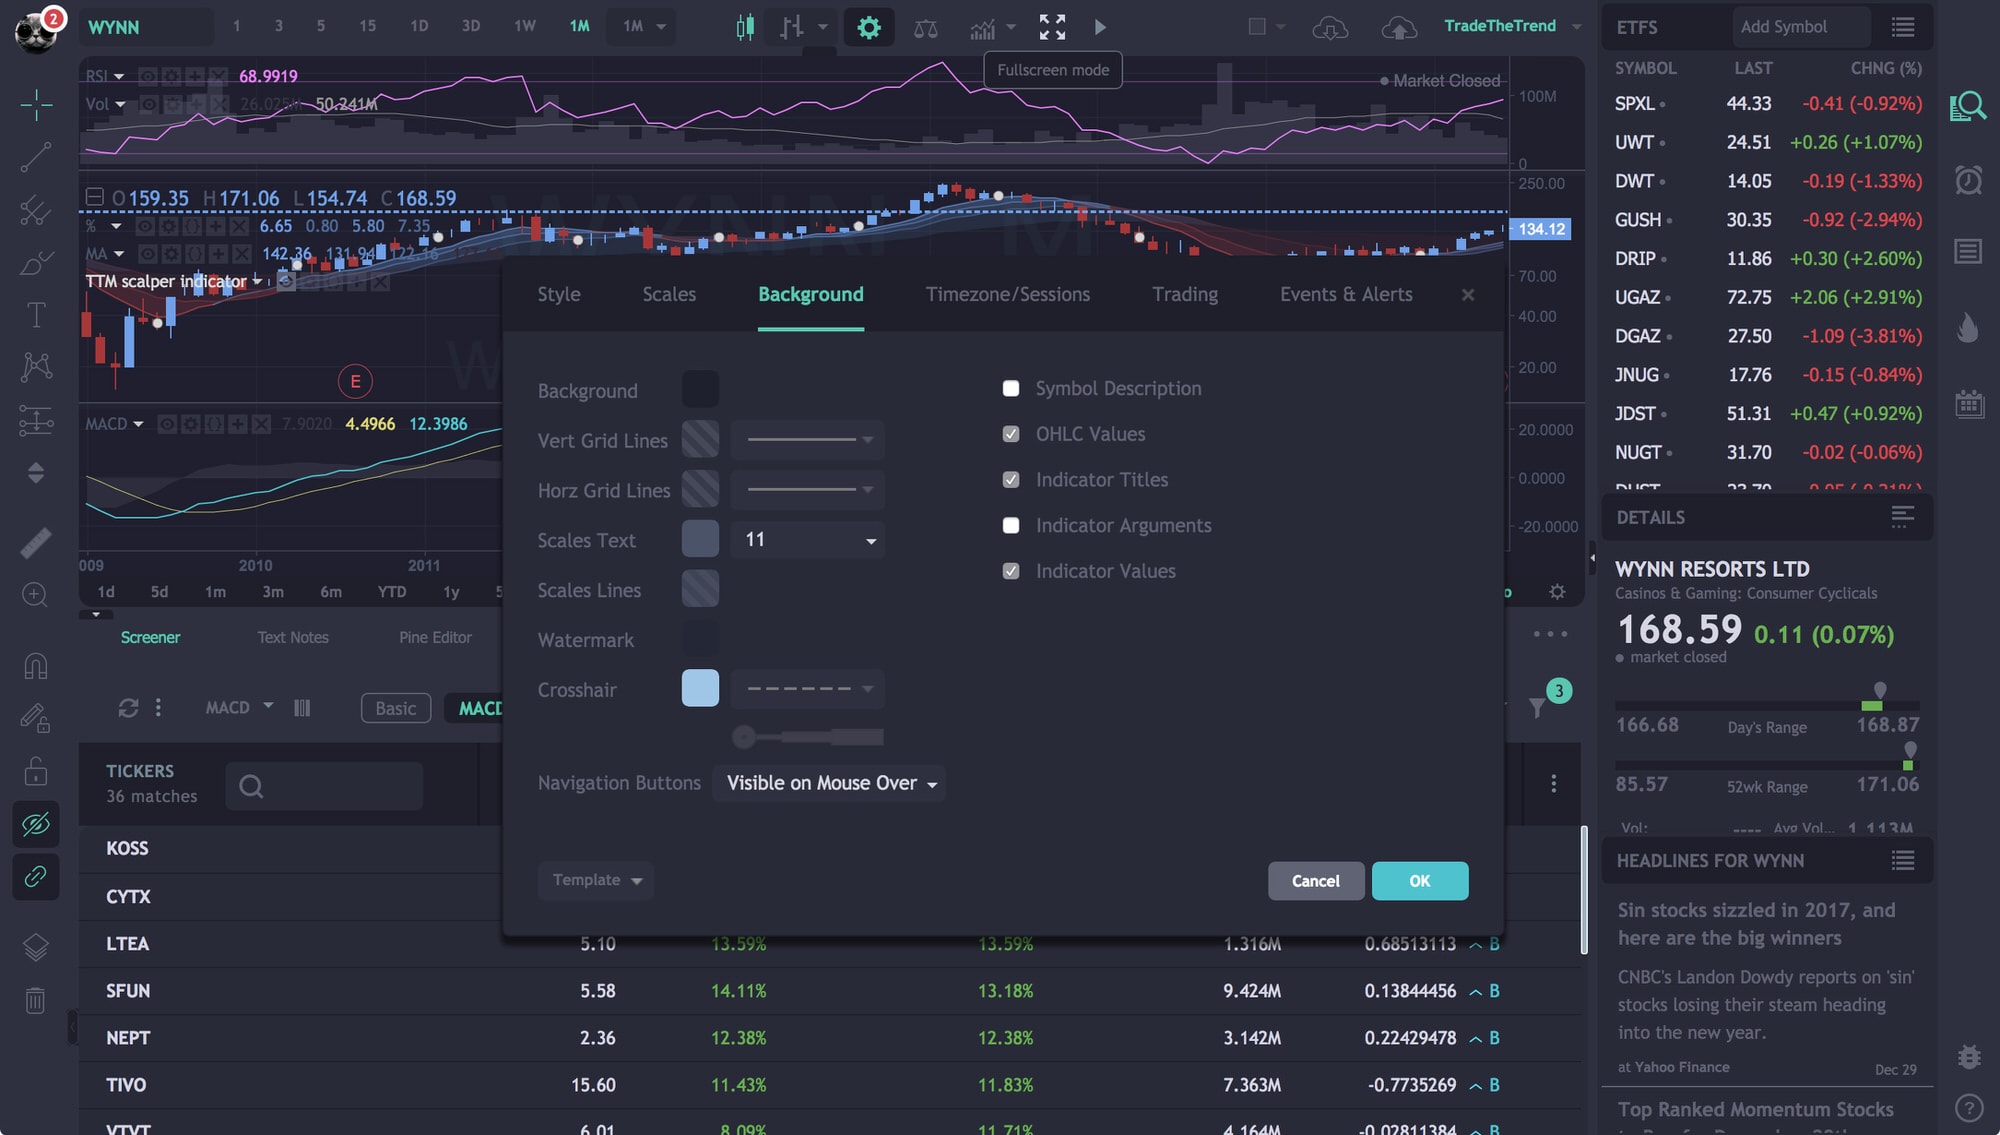 2
WYNN
1 3 5 15 1D 3D 1W 1M 1M
TradeTheTrend
Fullscreen mode
RSI 68.9919
Market Closed
Vol 26.025M 50.241M
100M
0
O 159.35 H 171.06 L 154.74 C 168.59
% 6.65 0.80 5.80 7.35
MA 142.36 131.94 122.16
TTM scalper indicator
250.00
134.12
70.00
40.00
20.00
E
MACD 7.9020 4.4966 12.3986
20.0000
0.0000
-20.0000
009 2010 2011
1d 5d 1m 3m 6m YTD 1y 5
Screener Text Notes Pine Editor
MACD Basic MACD
3
TICKERS
36 matches
KOSS
CYTX
LTEA 5.10 13.59% 13.59% 1.316M 0.68513113 B
SFUN 5.58 14.11% 13.18% 9.424M 0.13844456 B
NEPT 2.36 12.38% 12.38% 3.142M 0.22429478 B
TIVO 15.60 11.43% 11.83% 7.363M -0.7735269 B
VTVT 6.01 8.09% 11.71% 4.164M -0.02811384 B
Style Scales Background Timezone/Sessions Trading Events & Alerts
Background
Vert Grid Lines
Horz Grid Lines
Scales Text 11
Scales Lines
Watermark
Crosshair
Navigation Buttons Visible on Mouse Over
Symbol Description
OHLC Values
Indicator Titles
Indicator Arguments
Indicator Values
Template
Cancel OK
ETFS Add Symbol
SYMBOL LAST CHNG (%)
SPXL 44.33 -0.41 (-0.92%)
UWT 24.51 +0.26 (+1.07%)
DWT 14.05 -0.19 (-1.33%)
GUSH 30.35 -0.92 (-2.94%)
DRIP 11.86 +0.30 (+2.60%)
UGAZ 72.75 +2.06 (+2.91%)
DGAZ 27.50 -1.09 (-3.81%)
JNUG 17.76 -0.15 (-0.84%)
JDST 51.31 +0.47 (+0.92%)
NUGT 31.70 -0.02 (-0.06%)
DETAILS
WYNN RESORTS LTD
Casinos & Gaming: Consumer Cyclicals
168.59 0.11 (0.07%)
market closed
166.68 Day's Range 168.87
85.57 52wk Range 171.06
Vol: ---- Avg Vol... 1.113M
HEADLINES FOR WYNN
Sin stocks sizzled in 2017, and
here are the big winners
CNBC's Landon Dowdy reports on 'sin'
stocks losing their steam heading
into the new year.
at Yahoo Finance Dec 29
Top Ranked Momentum Stocks